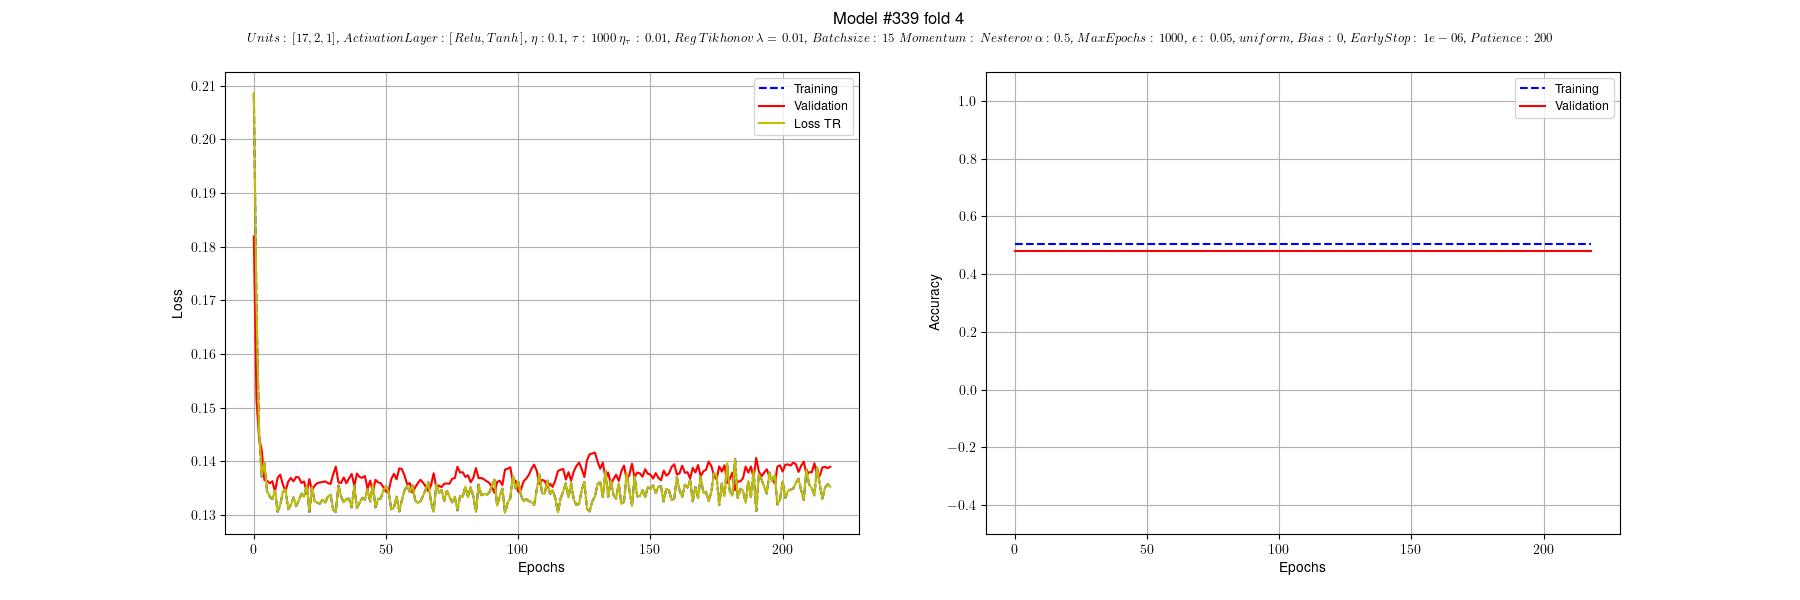 Model #339 fold 4
Units : [17, 2, 1], ActivationLayer : [Relu, Tanh], η : 0.1, τ : 1000 ητ : 0.01, Reg Tikhonov λ = 0.01, Batchsize : 15 Momentum : Nesterov α : 0.5, MaxEpochs : 1000, ϵ : 0.05, uniform, Bias : 0, EarlyStop : 1e − 06, Patience : 200
0.21
0.20
0.19
0.18
0.17
0.16
0.15
0.14
0.13
Loss
0 50 100 150 200
Epochs
Training
Validation
Loss TR
1.0
0.8
0.6
0.4
0.2
0.0
−0.2
−0.4
Accuracy
0 50 100 150 200
Epochs
Training
Validation